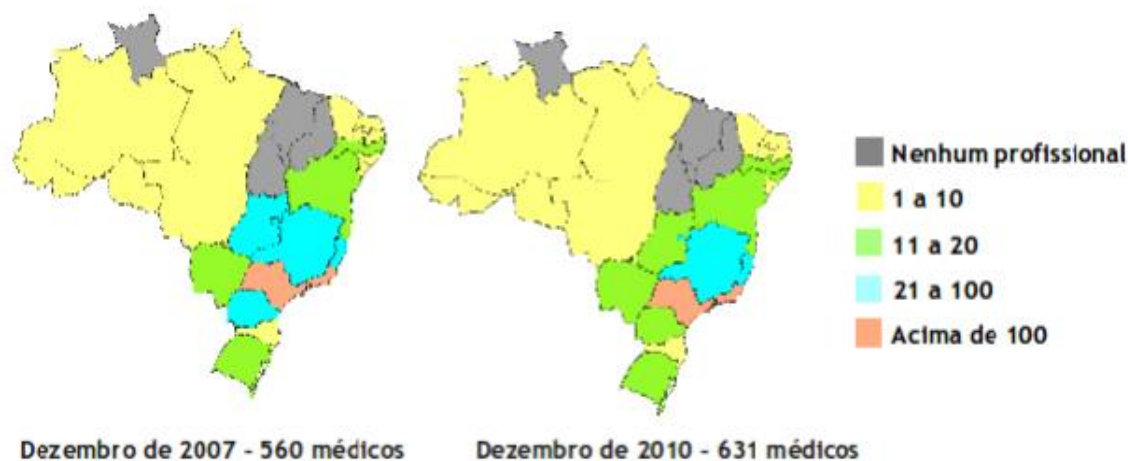 Nenhum profissional
1 a 10
11 a 20
21 a 100
Acima de 100
Dezembro de 2007 - 560 médicos
Dezembro de 2010 - 631 médicos